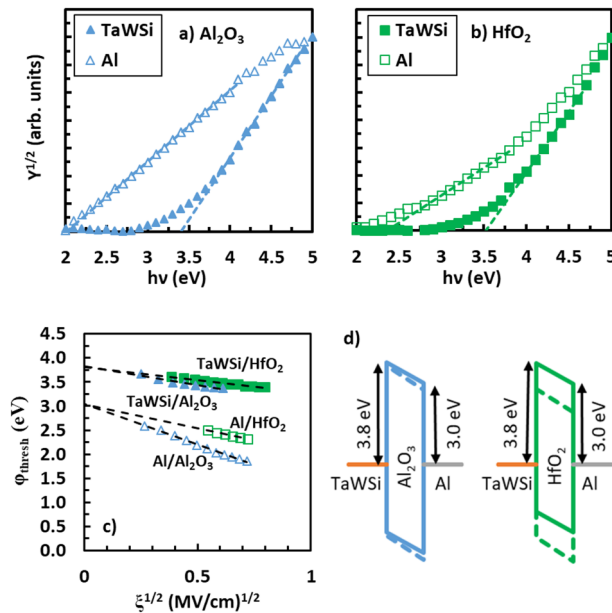 TaWSi
Al
a) Al2O3
Y1/2 (arb. units)
2 2.5 3 3.5 4 4.5 5
hν (eV)
TaWSi
Al
b) HfO2
2 2.5 3 3.5 4 4.5 5
hν (eV)
4.5
4.0
3.5
3.0
2.5
2.0
1.5
1.0
0.5
0.0
φthresh (eV)
TaWSi/HfO2
TaWSi/Al2O3
Al/HfO2
Al/Al2O3
c)
0 0.5 1
ξ1/2 (MV/cm)1/2
d)
3.8 eV
Al2O3
3.0 eV
TaWSi
Al
3.8 eV
HfO2
3.0 eV
TaWSi
Al